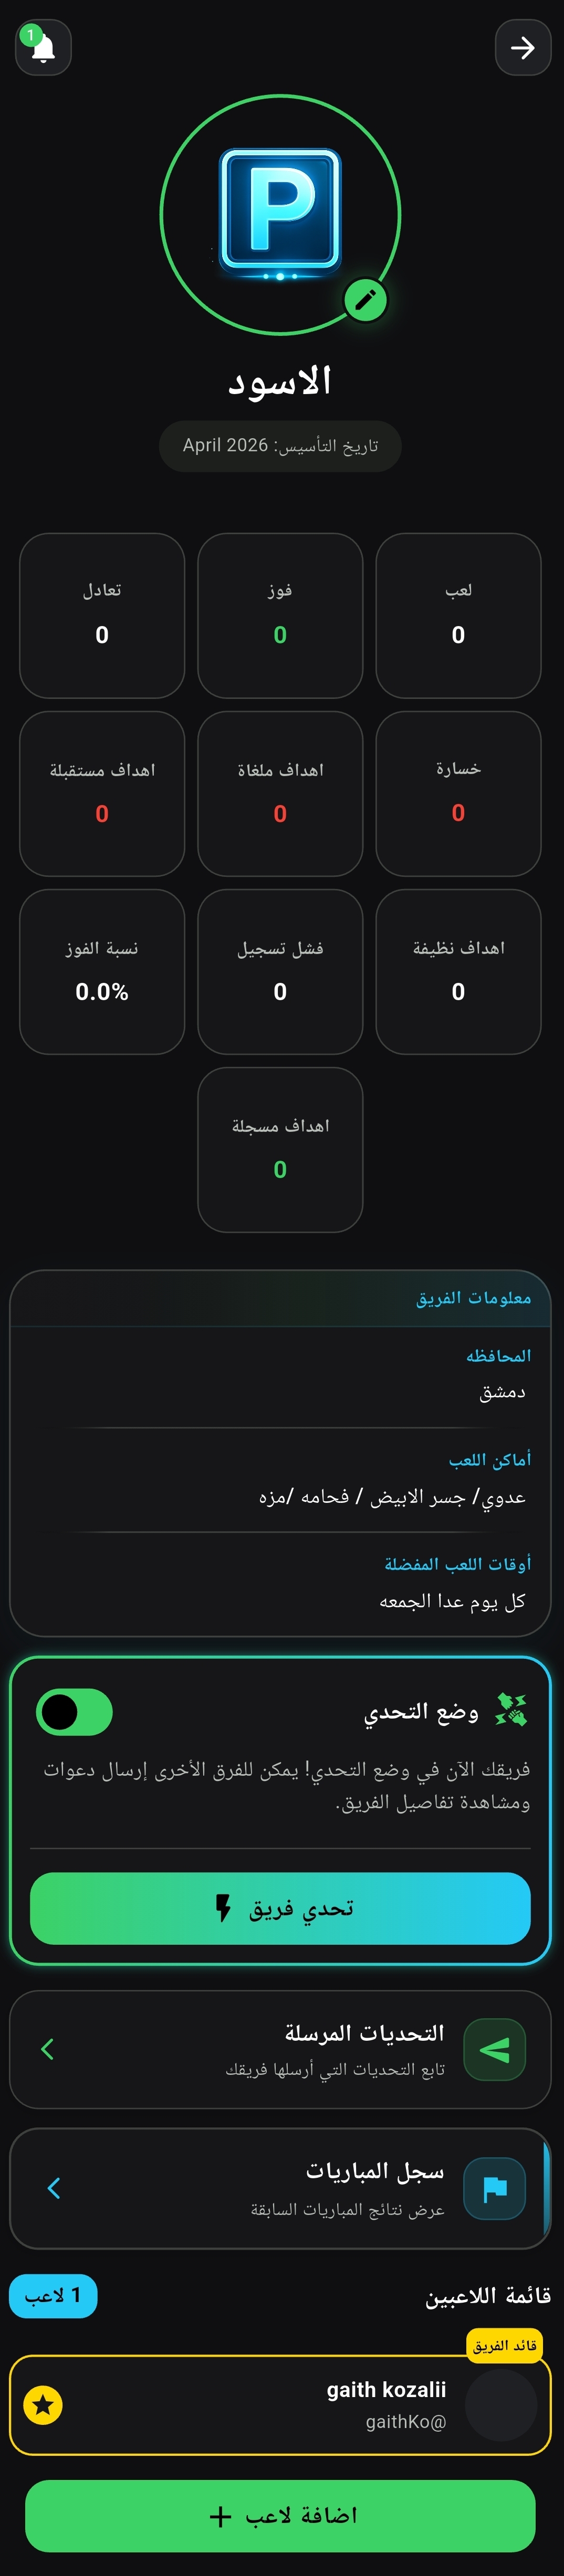 1
P
الاسود
تاريخ التأسيس: April 2026
لعب
0
فوز
0
تعادل
0
خسارة
0
اهداف ملغاة
0
اهداف مستقبلة
0
اهداف نظيفة
0
فشل تسجيل
0
نسبة الفوز
0.0%
اهداف مسجلة
0
معلومات الفريق
المحافظه
دمشق
أماكن اللعب
عدوي/ جسر الابيض / فحامه /مزه
أوقات اللعب المفضلة
كل يوم عدا الجمعه
وضع التحدي
فريقك الآن في وضع التحدي! يمكن للفرق الأخرى إرسال دعوات
ومشاهدة تفاصيل الفريق.
تحدي فريق
التحديات المرسلة
تابع التحديات التي أرسلها فريقك
سجل المباريات
عرض نتائج المباريات السابقة
قائمة اللاعبين
1 لاعب
قائد الفريق
gaith kozalii
gaithKo@
اضافة لاعب +